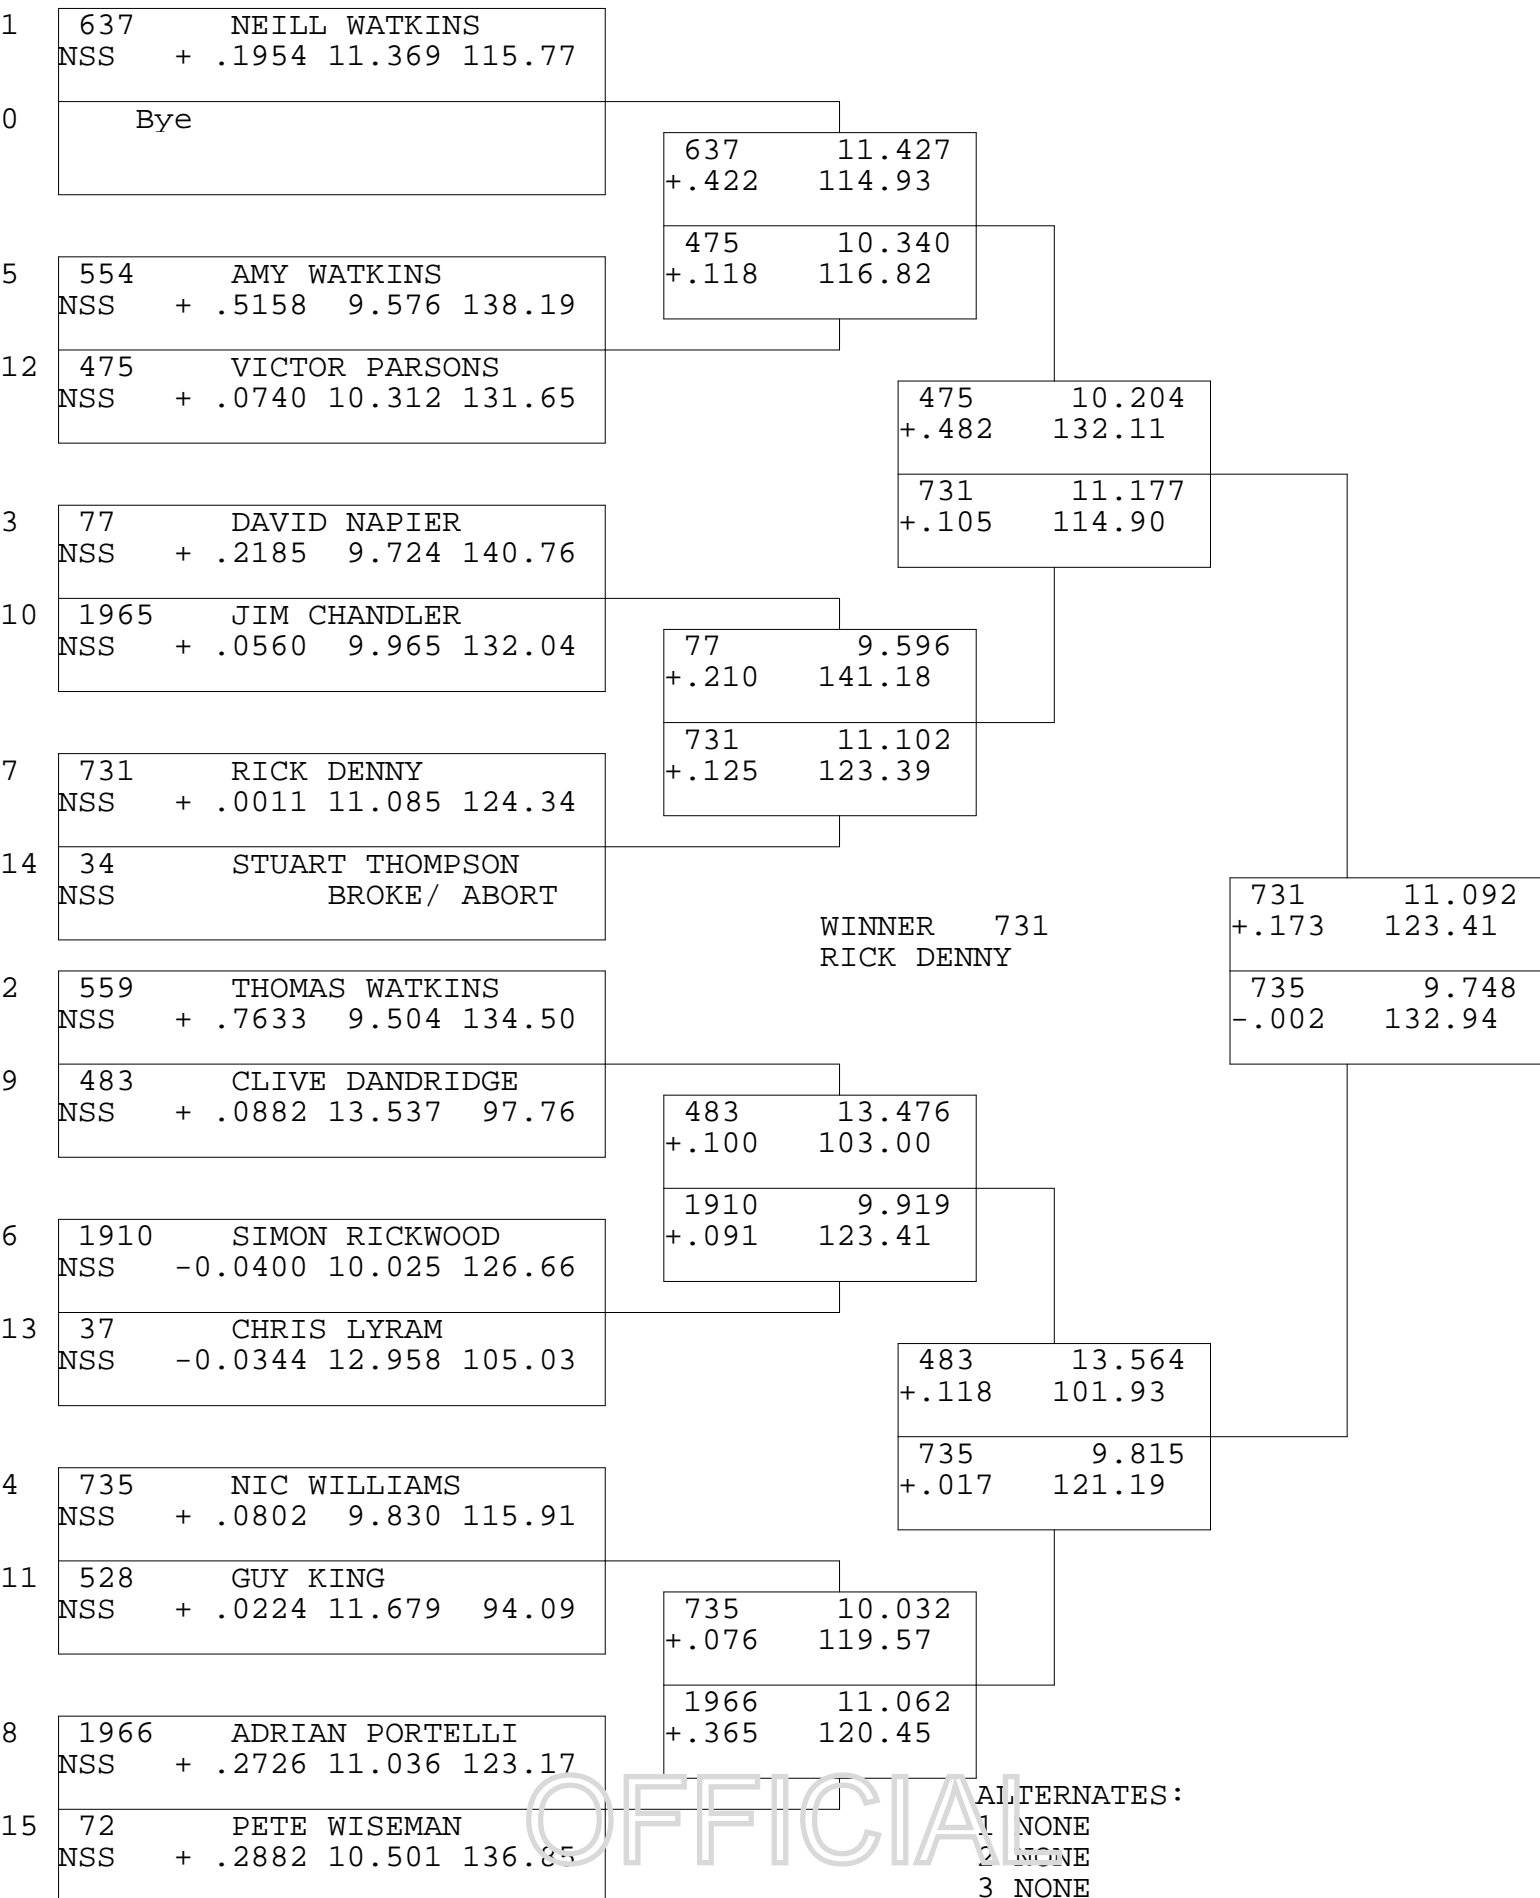 1 637 NEILL WATKINS
NSS + .1954 11.369 115.77
0 Bye
637 11.427
+.422 114.93
475 10.340
+.118 116.82
5 554 AMY WATKINS
NSS + .5158 9.576 138.19
12 475 VICTOR PARSONS
NSS + .0740 10.312 131.65
475 10.204
+.482 132.11
731 11.177
+.105 114.90
3 77 DAVID NAPIER
NSS + .2185 9.724 140.76
10 1965 JIM CHANDLER
NSS + .0560 9.965 132.04
77 9.596
+.210 141.18
731 11.102
+.125 123.39
7 731 RICK DENNY
NSS + .0011 11.085 124.34
14 34 STUART THOMPSON
NSS BROKE/ ABORT
WINNER 731
RICK DENNY
731 11.092
+.173 123.41
735 9.748
-.002 132.94
2 559 THOMAS WATKINS
NSS + .7633 9.504 134.50
9 483 CLIVE DANDRIDGE
NSS + .0882 13.537 97.76
483 13.476
+.100 103.00
1910 9.919
+.091 123.41
6 1910 SIMON RICKWOOD
NSS -0.0400 10.025 126.66
13 37 CHRIS LYRAM
NSS -0.0344 12.958 105.03
483 13.564
+.118 101.93
735 9.815
+.017 121.19
4 735 NIC WILLIAMS
NSS + .0802 9.830 115.91
11 528 GUY KING
NSS + .0224 11.679 94.09
735 10.032
+.076 119.57
1966 11.062
+.365 120.45
8 1966 ADRIAN PORTELLI
NSS + .2726 11.036 123.17
15 72 PETE WISEMAN
NSS + .2882 10.501 136.85
OFFICIAL
ALTERNATES:
1 NONE
2 NONE
3 NONE